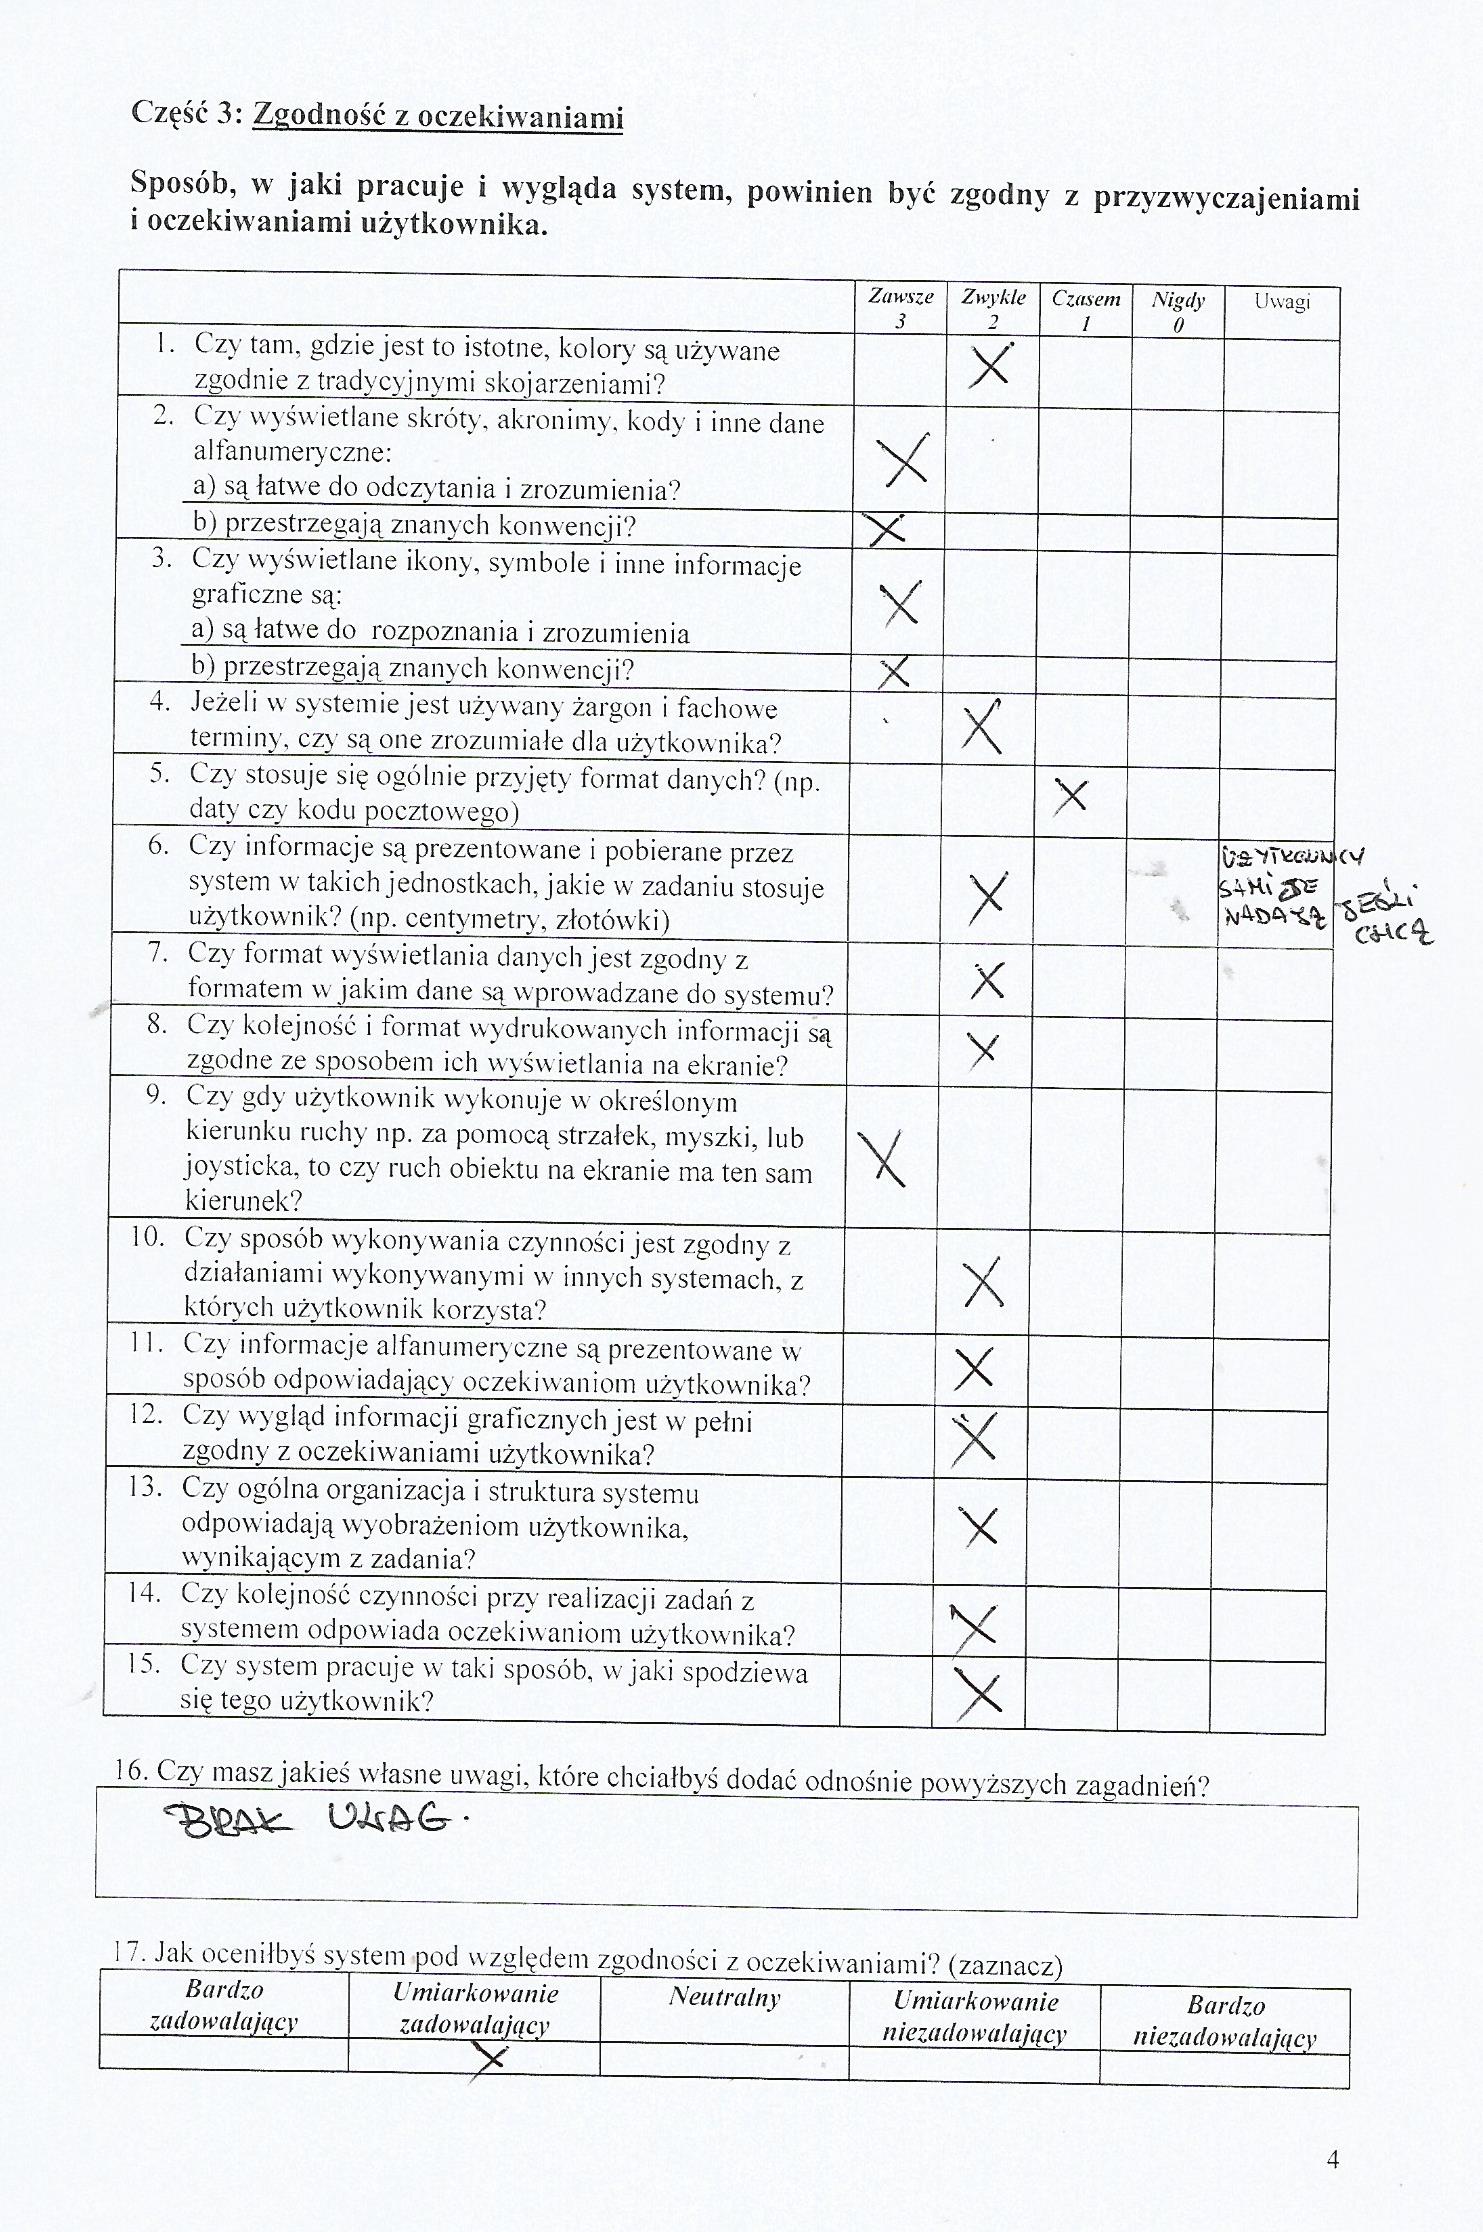 Część 3: Zgodność z oczekiwaniami
Sposób, w jaki pracuje i wygląda system, powinien być zgodny z przyzwyczajeniami
i oczekiwaniami użytkownika.
Zawsze Zwykle Czasem Nigdy Uwagi
3 2 1 0
1. Czy tam, gdzie jest to istotne, kolory są używane
zgodnie z tradycyjnymi skojarzeniami? X
2. Czy wyświetlane skróty, akronimy, kody i inne dane
alfanumeryczne:
a) są łatwe do odczytania i zrozumienia? X
b) przestrzegają znanych konwencji? X
3. Czy wyświetlane ikony, symbole i inne informacje
graficzne są:
a) są łatwe do rozpoznania i zrozumienia X
b) przestrzegają znanych konwencji? X
4. Jeżeli w systemie jest używany żargon i fachowe
terminy, czy są one zrozumiałe dla użytkownika? X
5. Czy stosuje się ogólnie przyjęty format danych? (np.
daty czy kodu pocztowego) X
6. Czy informacje są prezentowane i pobierane przez UŻYTKOWNICY
system w takich jednostkach, jakie w zadaniu stosuje X SAMI JE
użytkownik? (np. centymetry, złotówki) NADAJĄ JEŚLI
CHCĄ
7. Czy format wyświetlania danych jest zgodny z
formatem w jakim dane są wprowadzane do systemu? X
8. Czy kolejność i format wydrukowanych informacji są
zgodne ze sposobem ich wyświetlania na ekranie? X
9. Czy gdy użytkownik wykonuje w określonym
kierunku ruchy np. za pomocą strzałek, myszki, lub
joysticka, to czy ruch obiektu na ekranie ma ten sam X
kierunek?
10. Czy sposób wykonywania czynności jest zgodny z
działaniami wykonywanymi w innych systemach, z X
których użytkownik korzysta?
11. Czy informacje alfanumeryczne są prezentowane w
sposób odpowiadający oczekiwaniom użytkownika? X
12. Czy wygląd informacji graficznych jest w pełni
zgodny z oczekiwaniami użytkownika? X
13. Czy ogólna organizacja i struktura systemu
odpowiadają wyobrażeniom użytkownika, X
wynikającym z zadania?
14. Czy kolejność czynności przy realizacji zadań z
systemem odpowiada oczekiwaniom użytkownika? X
15. Czy system pracuje w taki sposób, w jaki spodziewa
się tego użytkownik? X
16. Czy masz jakieś własne uwagi, które chciałbyś dodać odnośnie powyższych zagadnień?
BRAK UWAG.
17. Jak oceniłbyś system pod względem zgodności z oczekiwaniami? (zaznacz)
Bardzo Umiarkowanie Neutralny Umiarkowanie Bardzo
zadowalający zadowalający niezadowalający niezadowalający
X
4